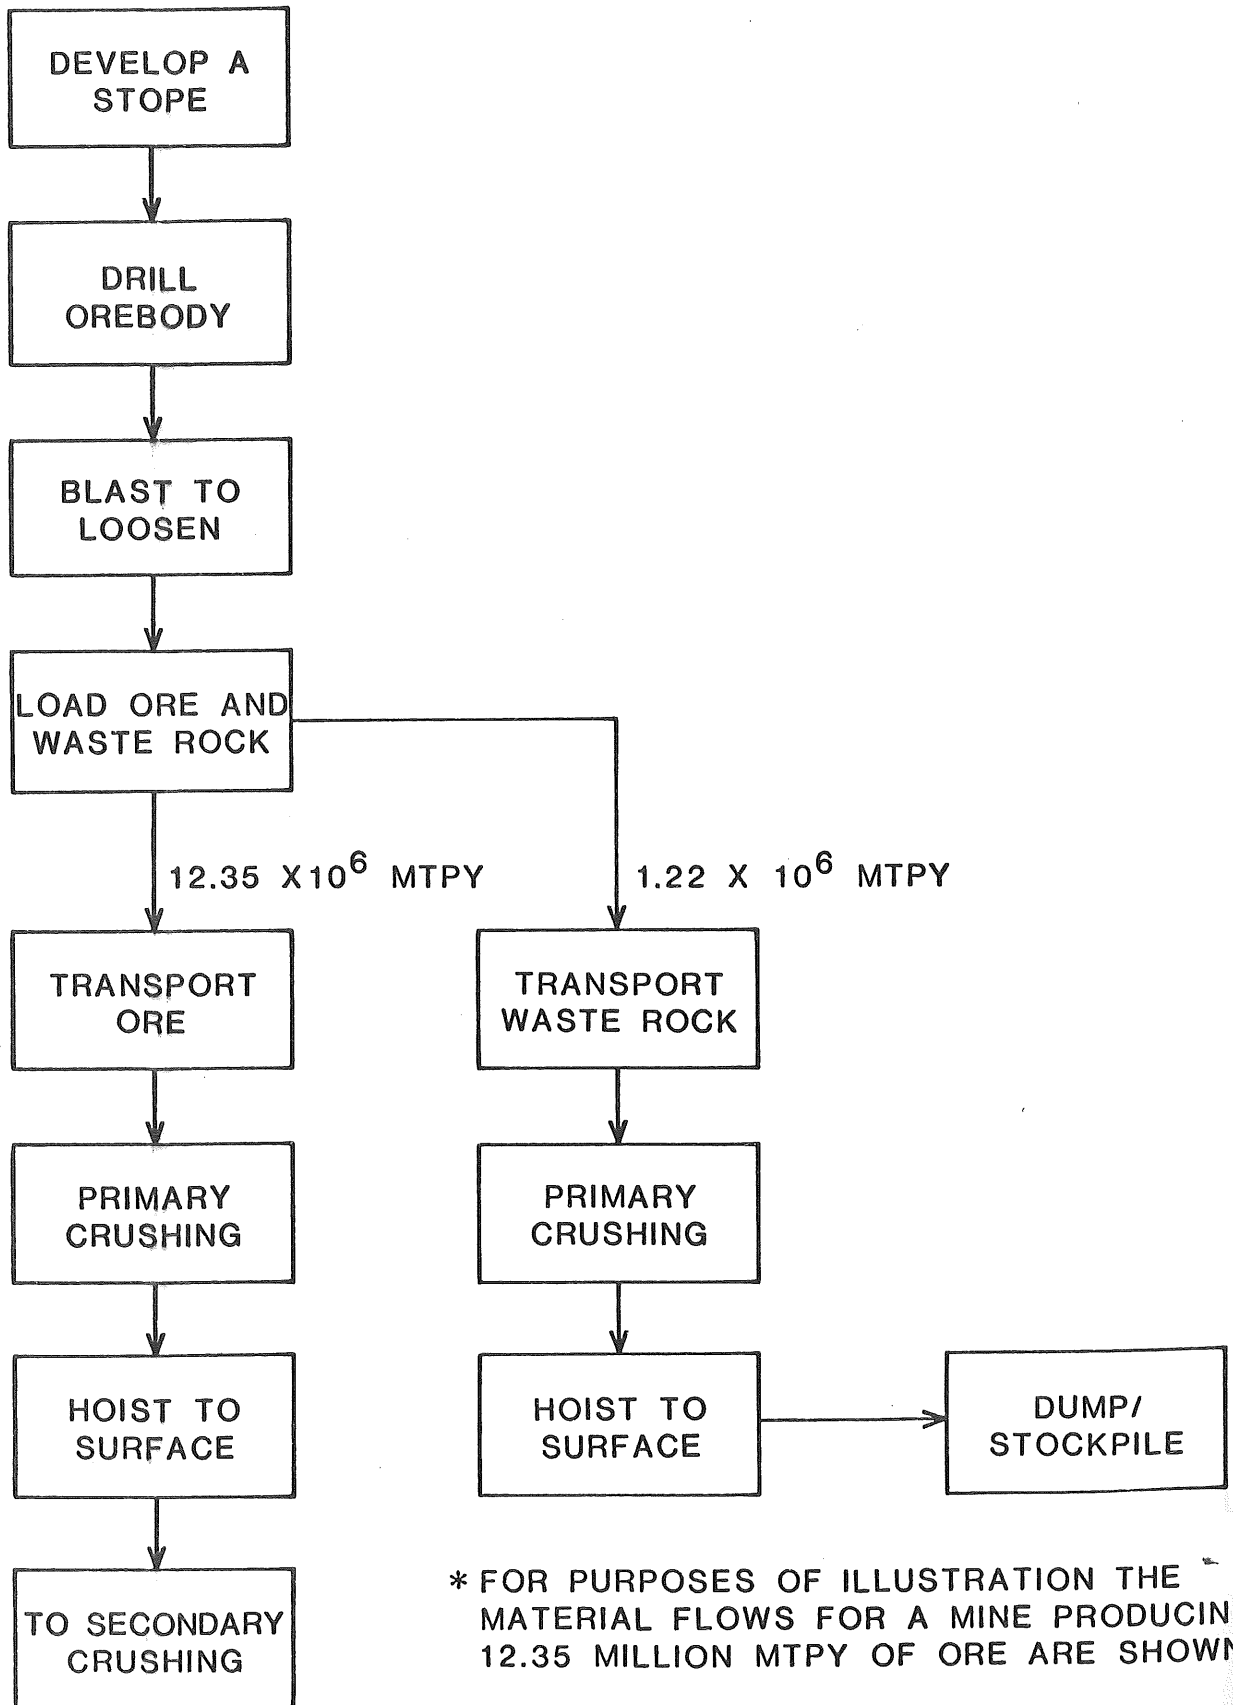 DEVELOP A
STOPE
DRILL
OREBODY
BLAST TO
LOOSEN
LOAD ORE AND
WASTE ROCK
12.35 X10⁶ MTPY
1.22 X 10⁶ MTPY
TRANSPORT
ORE
TRANSPORT
WASTE ROCK
PRIMARY
CRUSHING
PRIMARY
CRUSHING
HOIST TO
SURFACE
HOIST TO
SURFACE
DUMP/
STOCKPILE
TO SECONDARY
CRUSHING
* FOR PURPOSES OF ILLUSTRATION THE
MATERIAL FLOWS FOR A MINE PRODUCIN
12.35 MILLION MTPY OF ORE ARE SHOWN